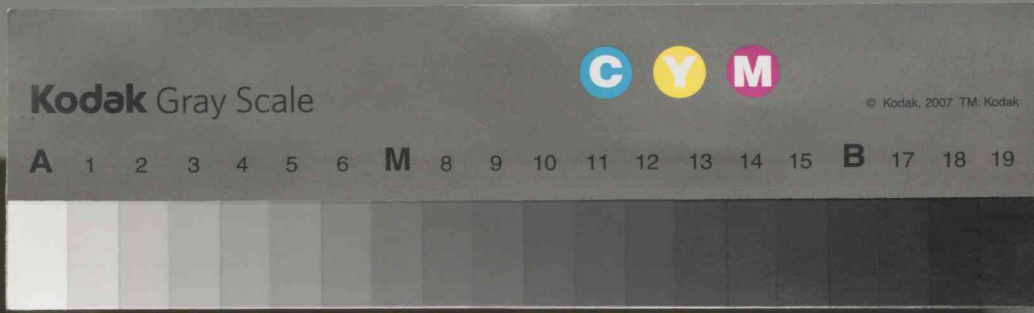 C Y M
Kodak Gray Scale
© Kodak, 2007 TM: Kodak
A 1 2 3 4 5 6 M 8 9 10 11 12 13 14 15 B 17 18 19